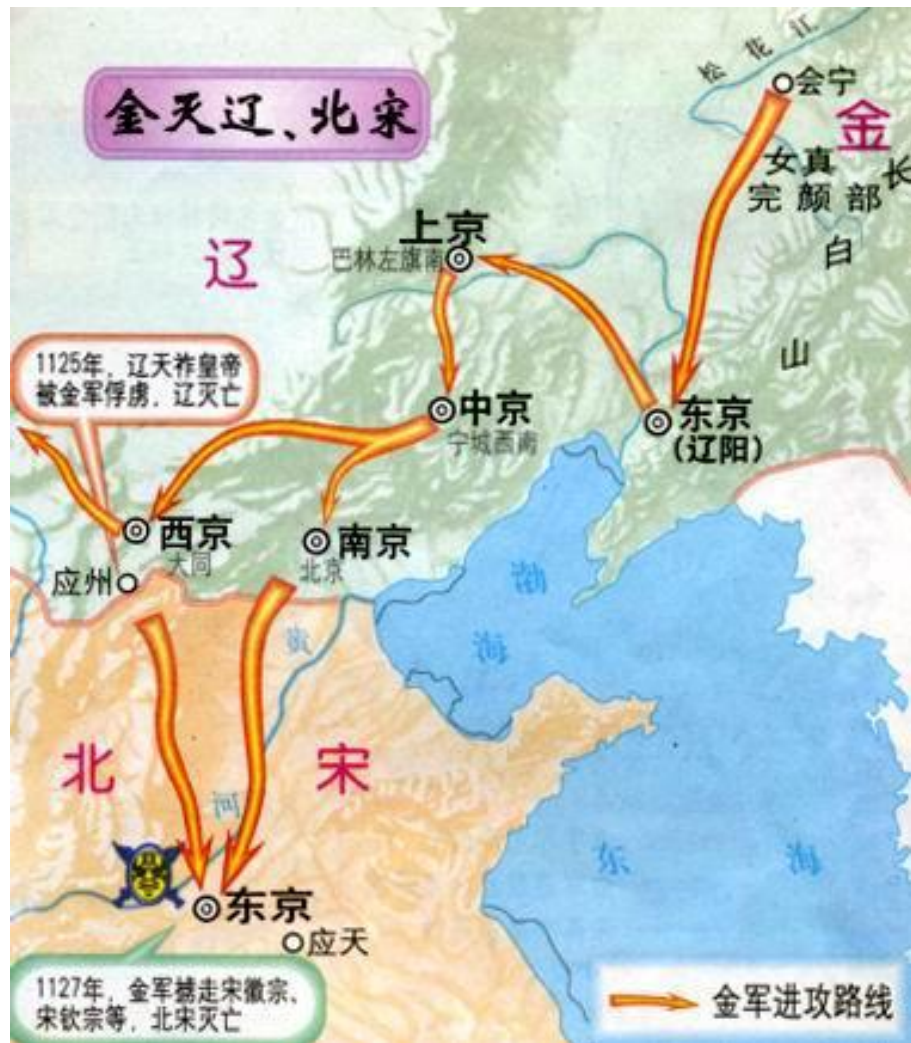 金灭辽、北宋
松花江
会宁
金
女真
完颜部
长白山
上京
巴林左旗南
辽
1125年，辽天祚皇帝
被金军俘虏，辽灭亡
中京
宁城西南
东京
(辽阳)
西京
大同
南京
北京
应州
渤海
黄河
北宋
东海
东京
应天
1127年，金军掳走宋徽宗、
宋钦宗等，北宋灭亡
金军进攻路线